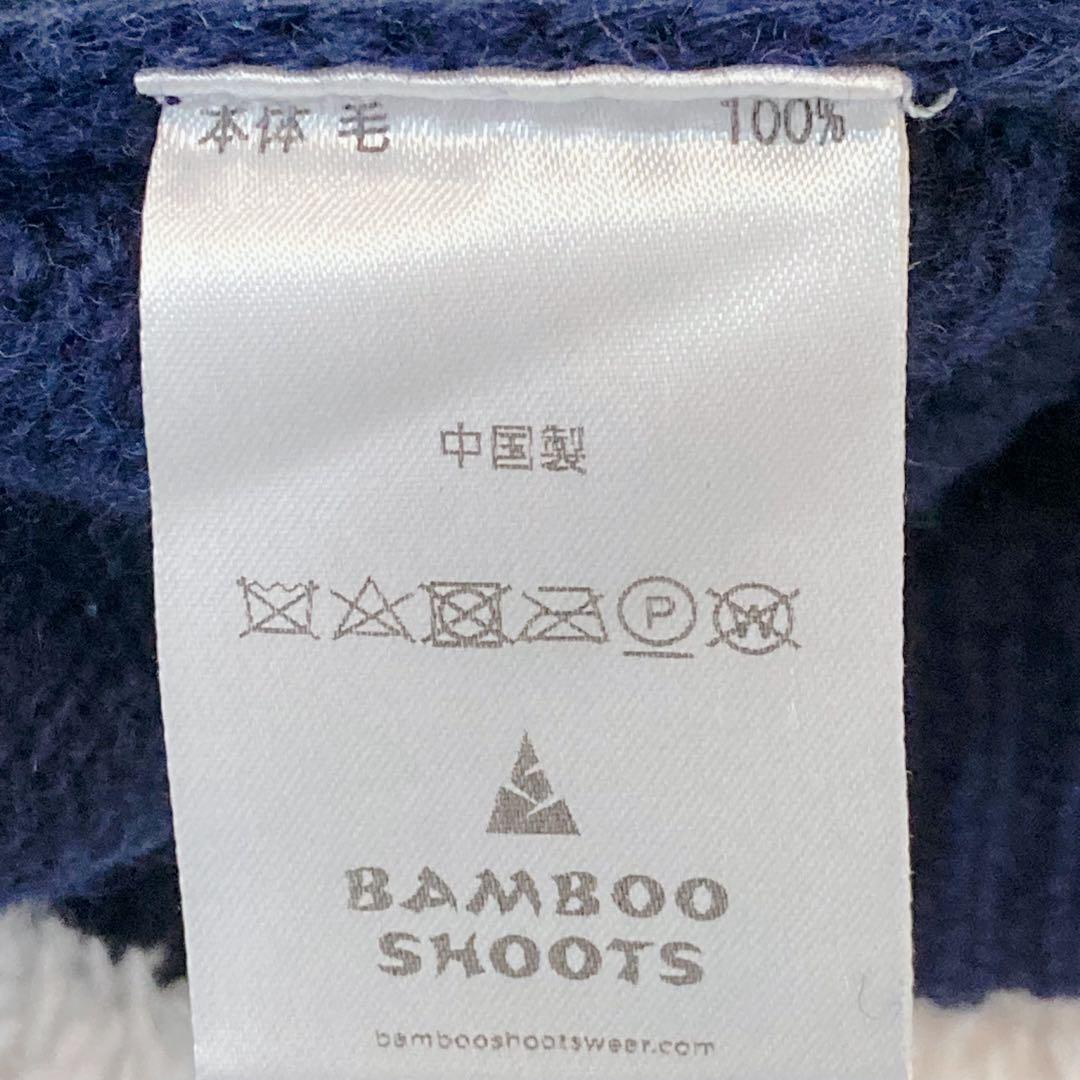 本体 毛 100%
中国製
P
W
BAMBOO
SHOOTS
bambooshootswear.com